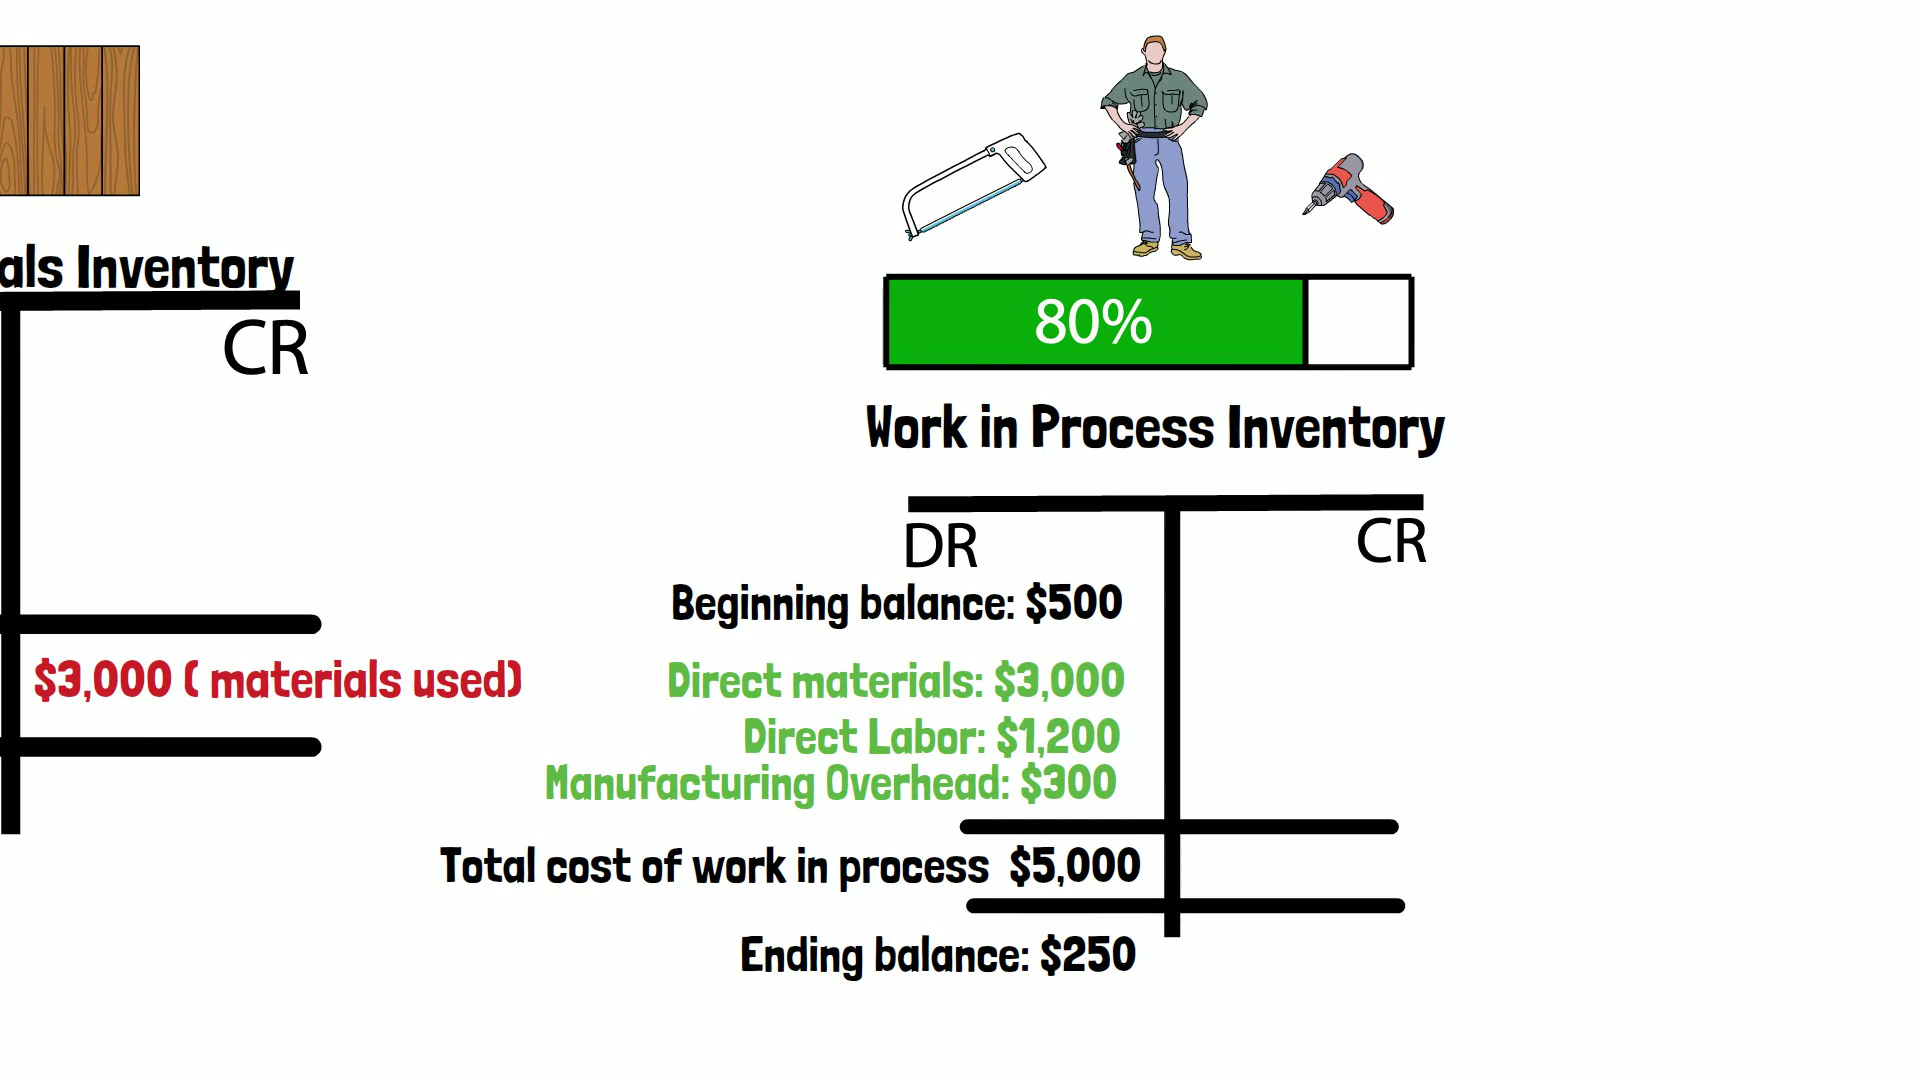 als Inventory
CR
$3,000 ( materials used)
80%
Work in Process Inventory
DR
CR
Beginning balance: $500
Direct materials: $3,000
Direct Labor: $1,200
Manufacturing Overhead: $300
Total cost of work in process $5,000
Ending balance: $250